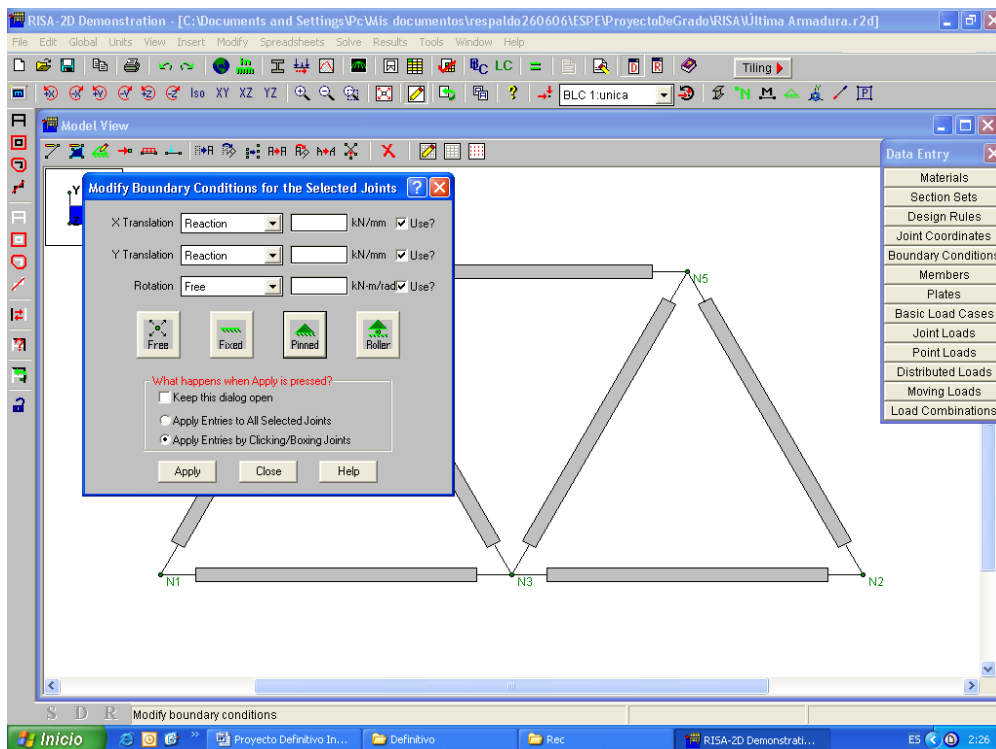 RISA-2D Demonstration - [C:\Documents and Settings\Pc\Mis documentos\respaldo260606\ESPE\ProyectoDeGrado\RISA\Última Armadura.r2d]
File Edit Global Units View Insert Modify Spreadsheets Solve Results Tools Window Help
LC
Tiling
Iso XY XZ YZ
BLC 1:unica
Model View
Data Entry
Materials
Section Sets
Design Rules
Joint Coordinates
Boundary Conditions
Members
Plates
Basic Load Cases
Joint Loads
Point Loads
Distributed Loads
Moving Loads
Load Combinations
Y
Modify Boundary Conditions for the Selected Joints
X Translation Reaction kN/mm Use?
Y Translation Reaction kN/mm Use?
Rotation Free kN-m/rad Use?
Free Fixed Pinned Roller
What happens when Apply is pressed?
Keep this dialog open
Apply Entries to All Selected Joints
Apply Entries by Clicking/Boxing Joints
Apply Close Help
N5
N1 N3 N2
S D R Modify boundary conditions
Inicio Proyecto Definitivo In... Definitivo Rec RISA-2D Demonstrati... ES 2:26